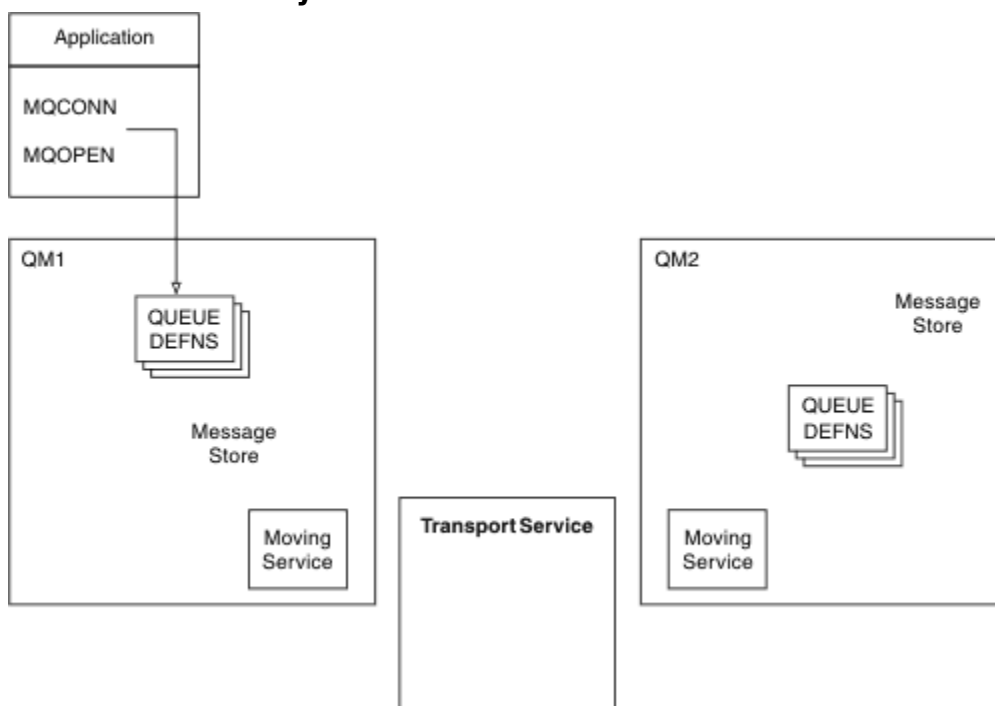 Application
MQCONN
MQOPEN
QM1
QUEUE
DEFNS
Message
Store
Moving
Service
Transport Service
QM2
Message
Store
QUEUE
DEFNS
Moving
Service